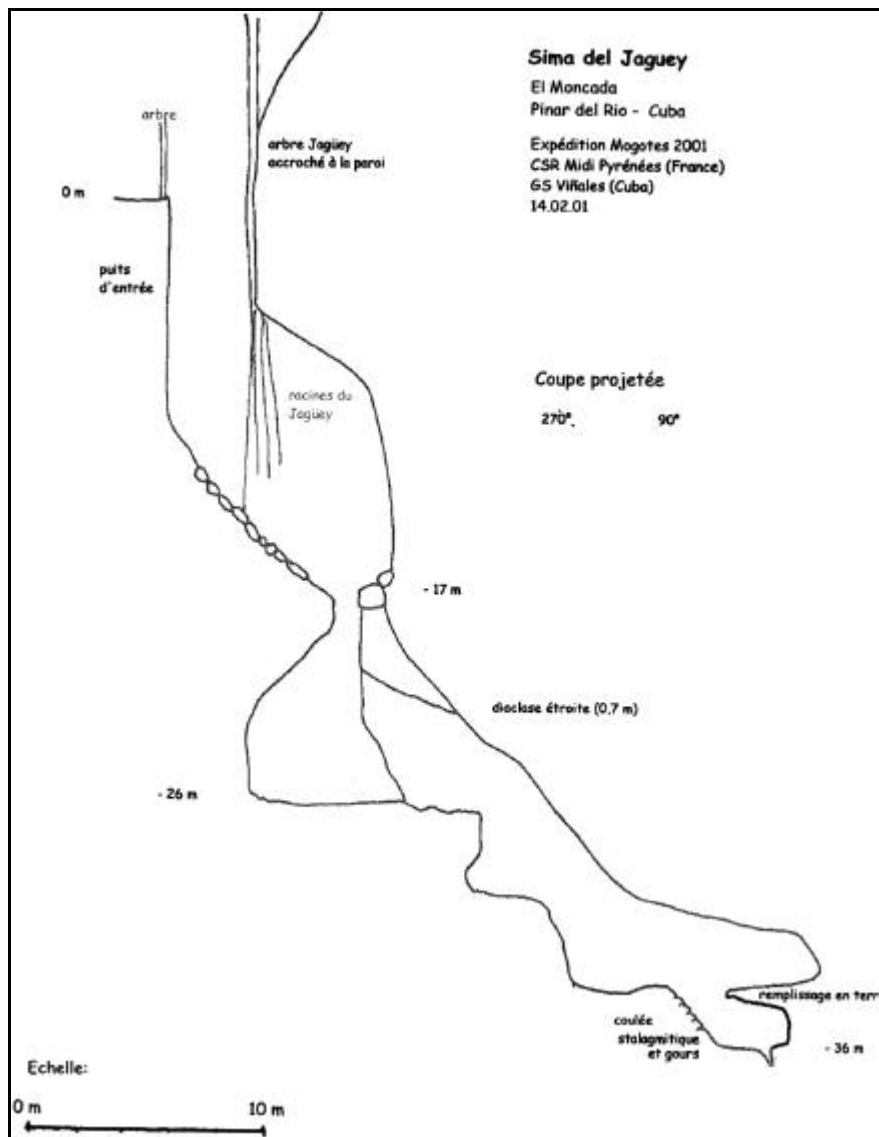 Sima del Jaguey
El Moncada
Pinar del Rio - Cuba
Expédition Mogotes 2001
CSR Midi Pyrénées (France)
GS Viñales (Cuba)
14.02.01
arbre
arbre Jagüey
accroché à la paroi
0 m
puits
d'entrée
racines du
Jagüey
Coupe projetée
270°. 90°
- 17 m
diaclase étroite (0.7 m)
- 26 m
remplissage en terr
coulée
stalagmitique
et gours
- 36 m
Echelle:
0 m 10 m